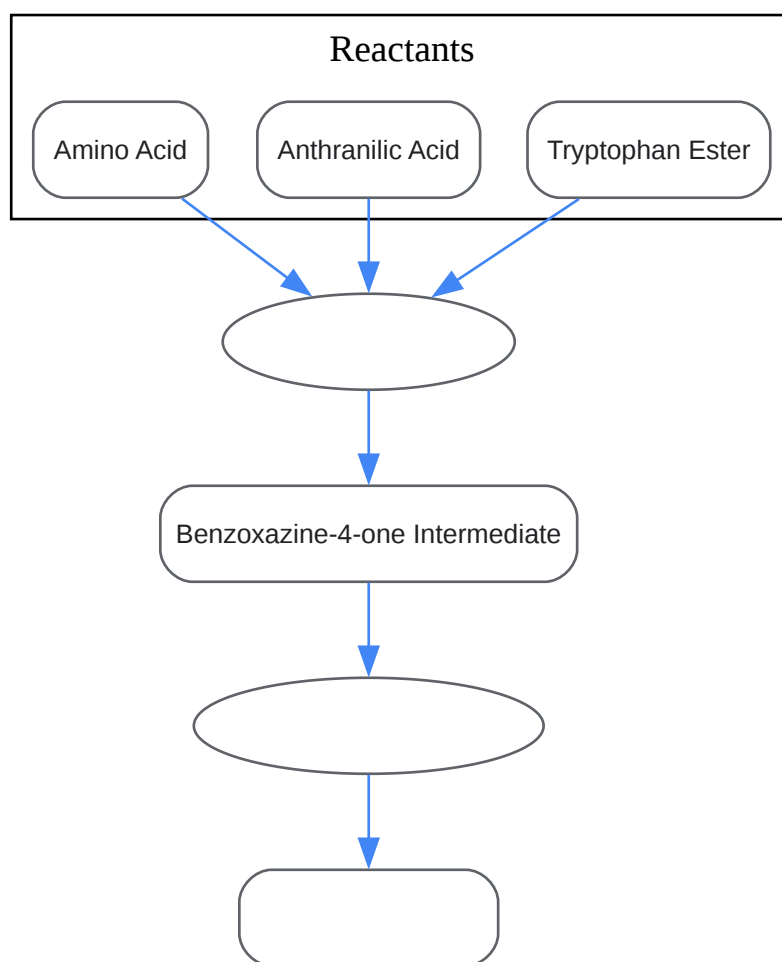 Reactants
Amino Acid
Anthranilic Acid
Tryptophan Ester
Benzoxazine-4-one Intermediate